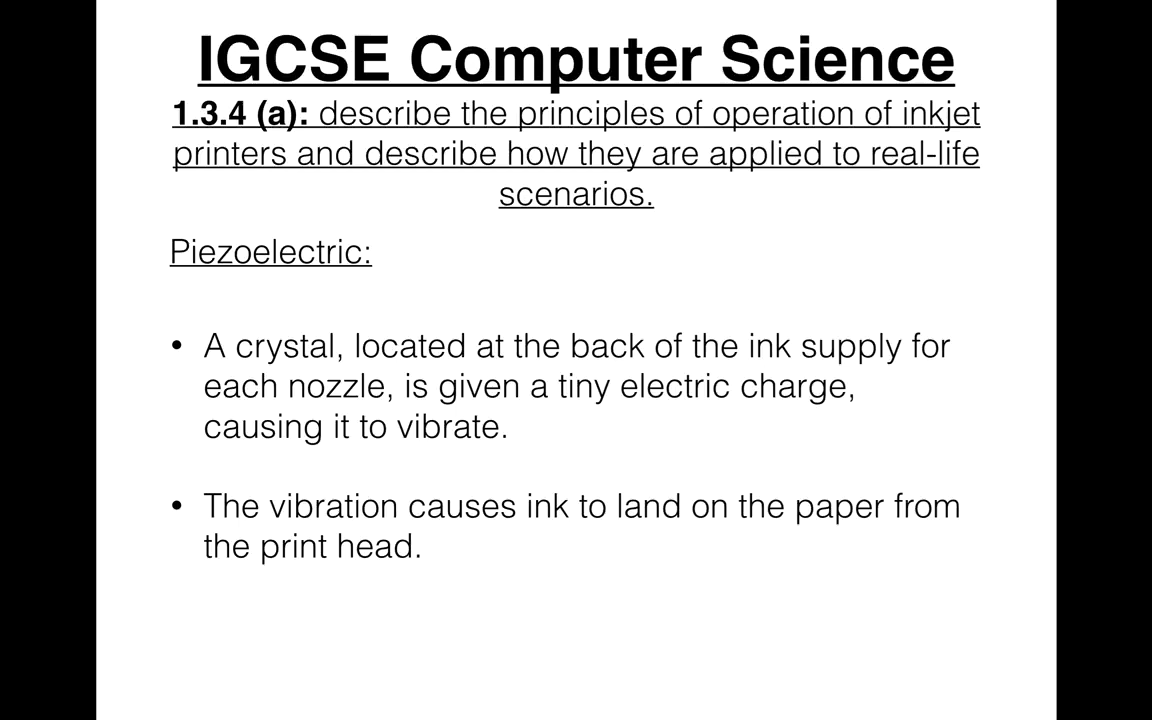 IGCSE Computer Science
1.3.4 (a): describe the principles of operation of inkjet
printers and describe how they are applied to real-life
scenarios.
Piezoelectric:
• A crystal, located at the back of the ink supply for
each nozzle, is given a tiny electric charge,
causing it to vibrate.
• The vibration causes ink to land on the paper from
the print head.